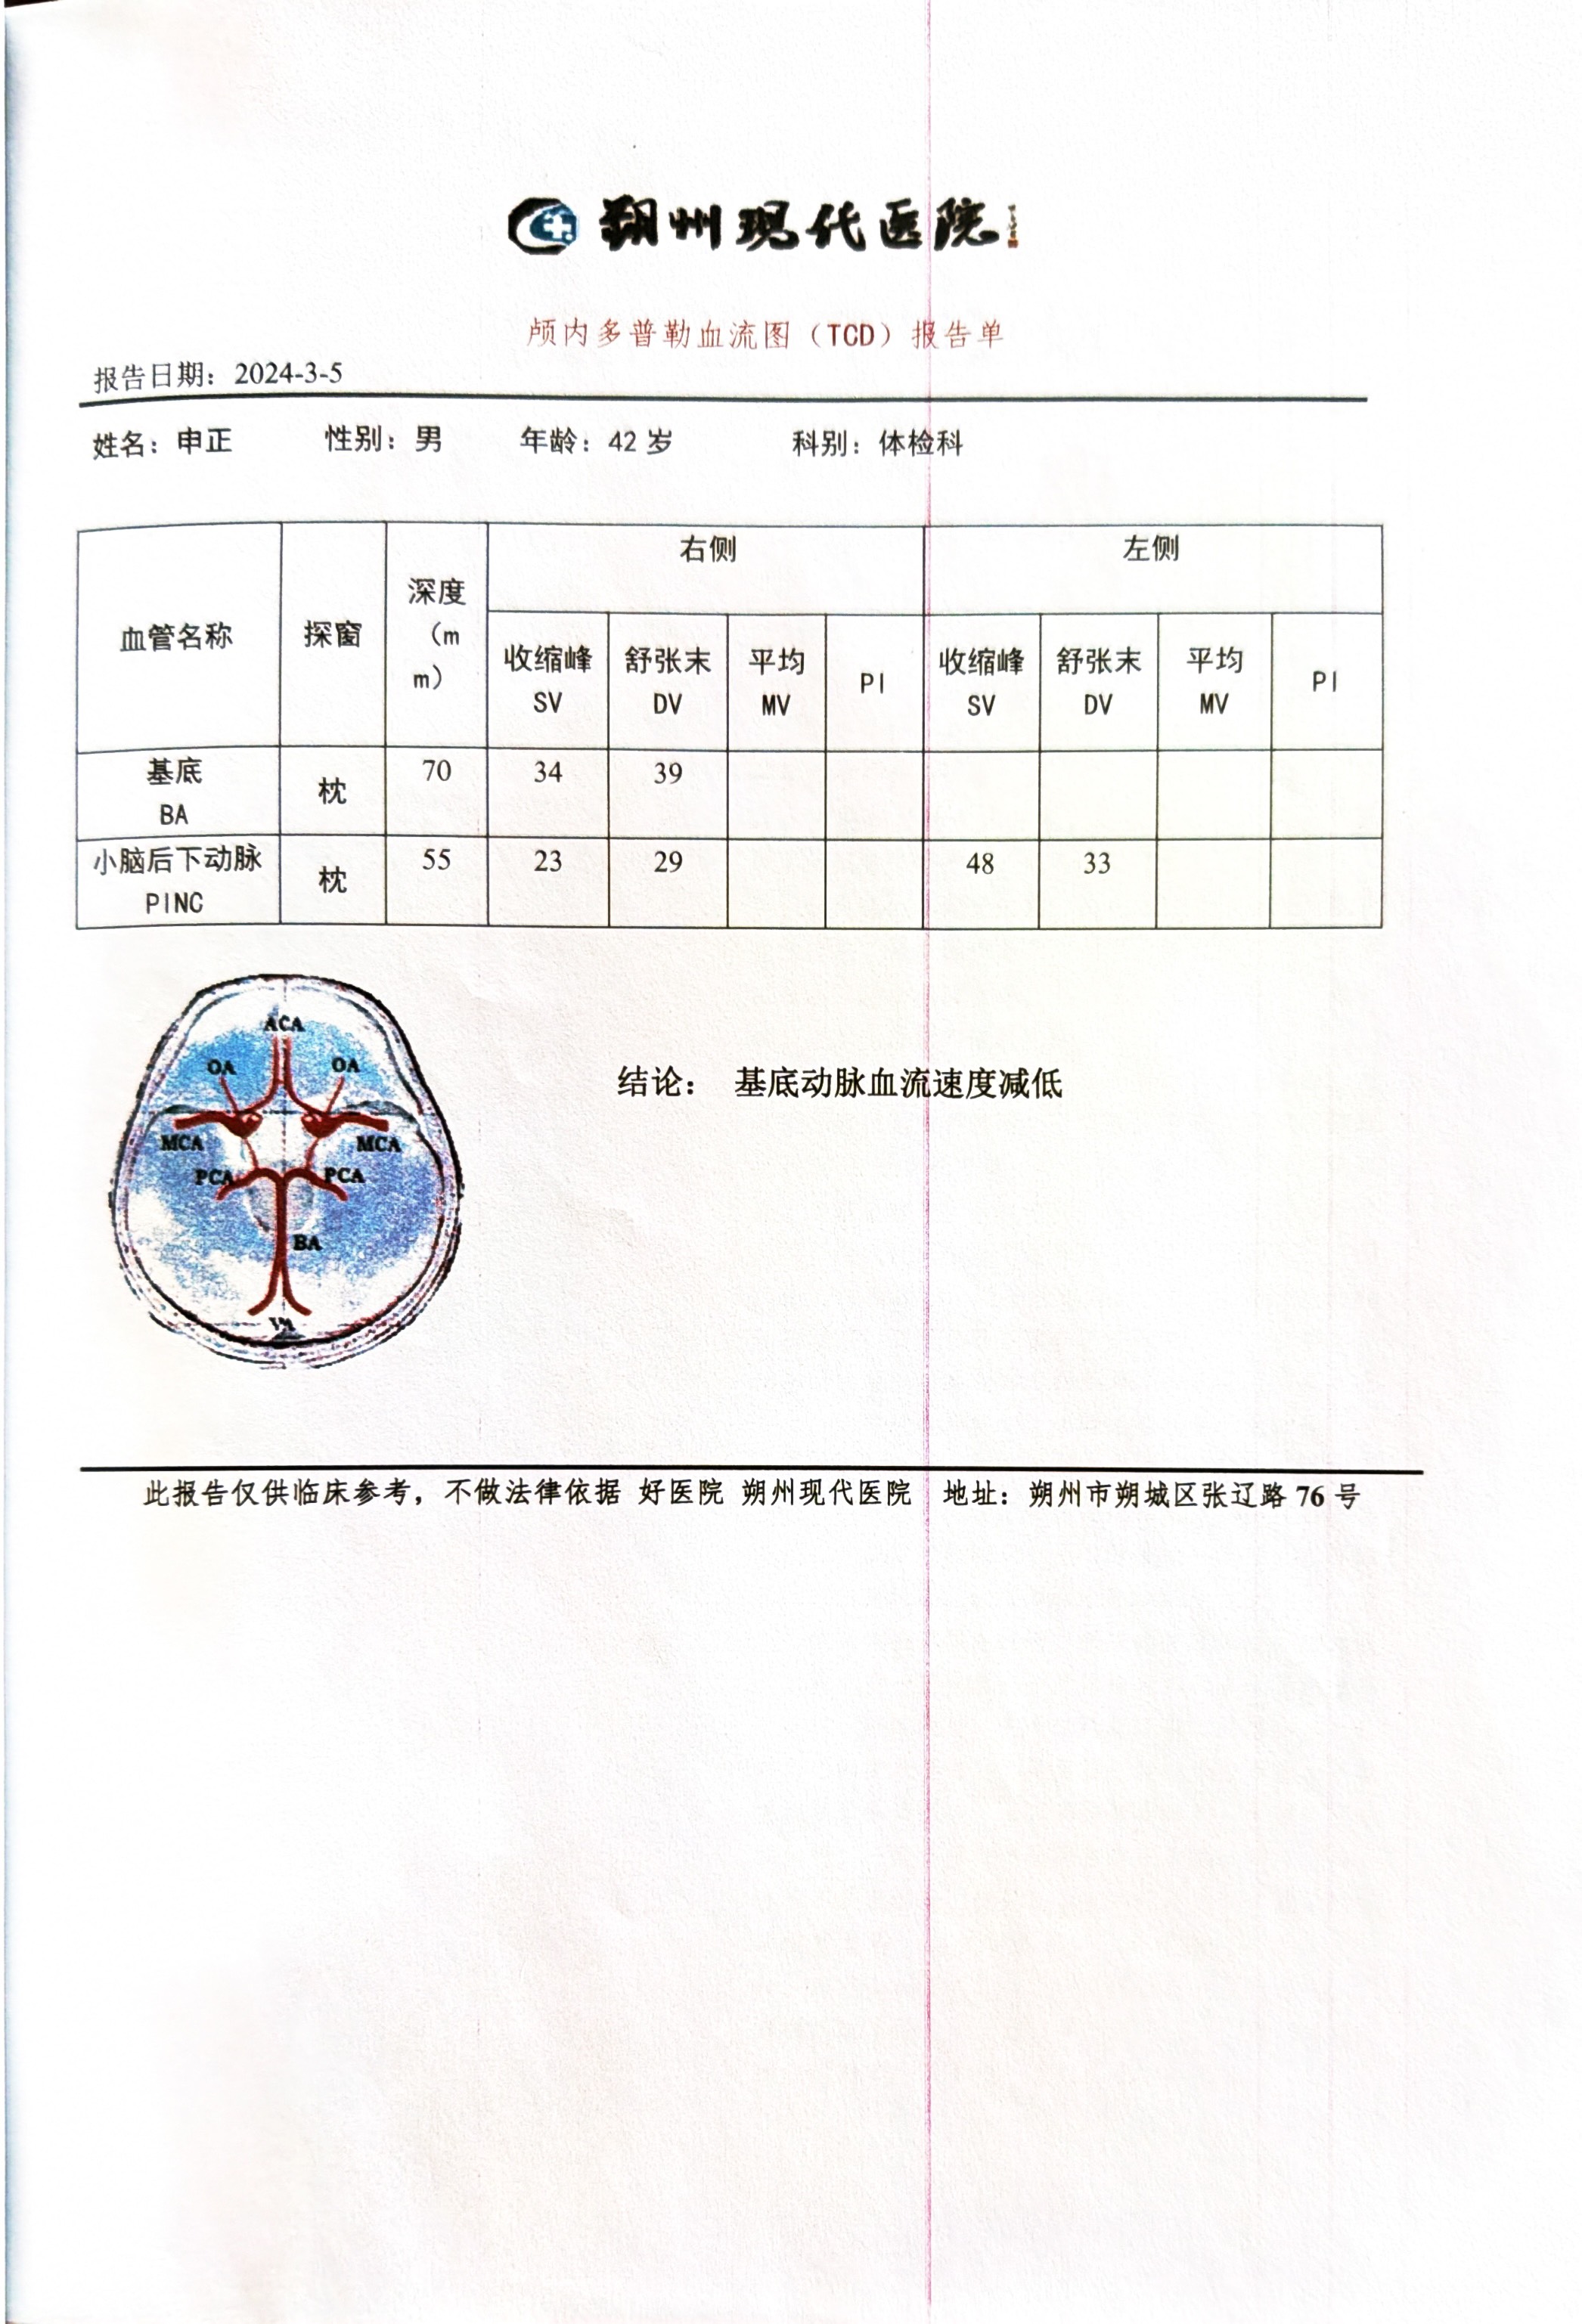 朔州现代医院
颅内多普勒血流图（TCD）报告单
报告日期：2024-3-5
姓名：申正 性别：男 年龄：42 岁 科别：体检科
血管名称 探窗 深度（mm） 右侧 左侧
收缩峰 SV 舒张末 DV 平均 MV PI 收缩峰 SV 舒张末 DV 平均 MV PI
基底 BA 枕 70 34 39
小脑后下动脉 PINC 枕 55 23 29 48 33
ACA
OA OA
MCA MCA
PCA PCA
BA
结论： 基底动脉血流速度减低
此报告仅供临床参考，不做法律依据 好医院 朔州现代医院 地址：朔州市朔城区张辽路 76 号